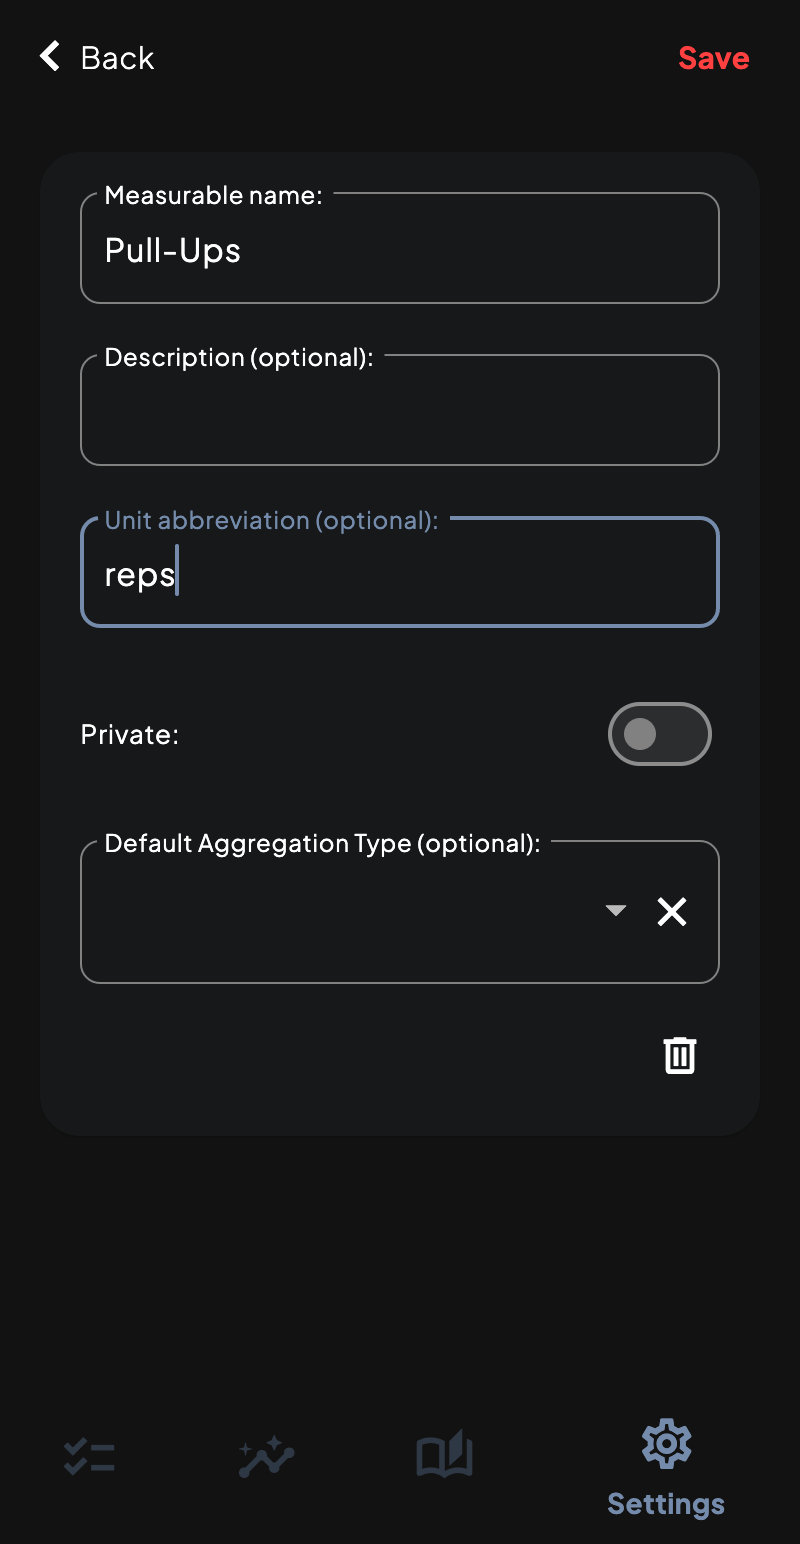 Back
Save
Measurable name:
Pull-Ups
Description (optional):
Unit abbreviation (optional):
reps
Private:
Default Aggregation Type (optional):
Settings